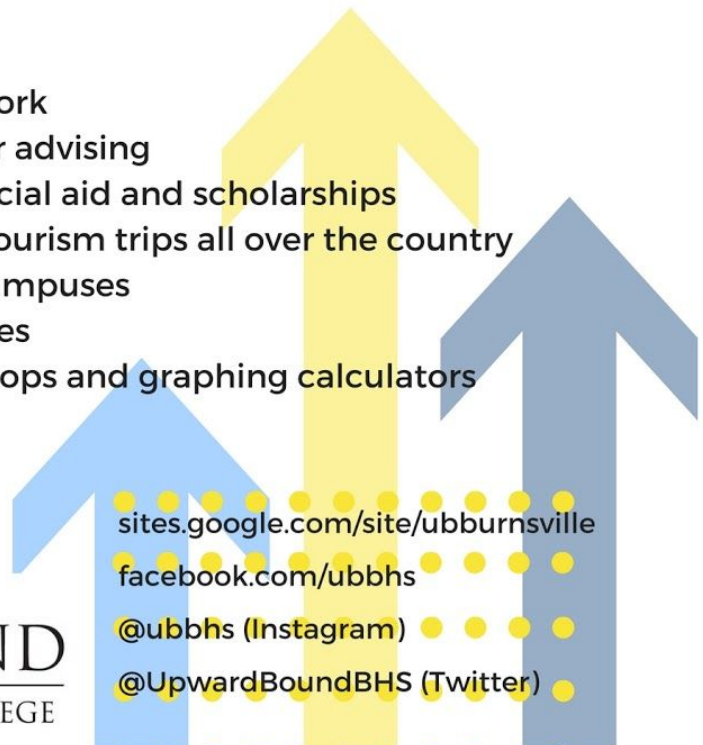 ork
r advising
cial aid and scholarships
ourism trips all over the country
mpuses
es
ops and graphing calculators
sites.google.com/site/ubburnsville
facebook.com/ubbhs
@ubbhs (Instagram)
ND
@UpwardBoundBHS (Twitter)
EGE